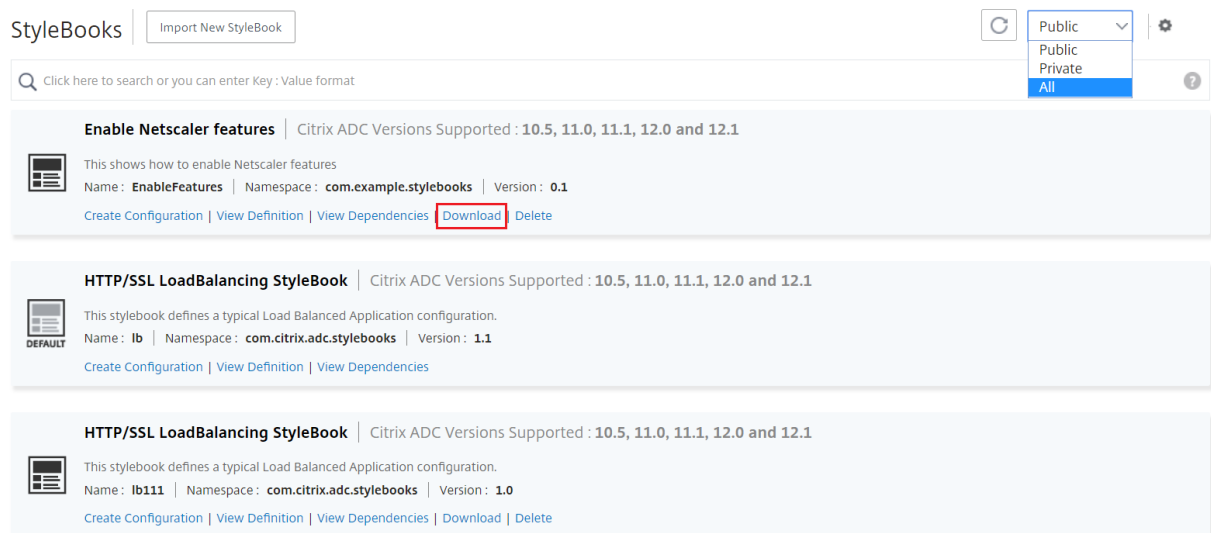 StyleBooks
Import New StyleBook
Public
Public
Private
All
Click here to search or you can enter Key : Value format
?
Enable Netscaler features | Citrix ADC Versions Supported : 10.5, 11.0, 11.1, 12.0 and 12.1
This shows how to enable Netscaler features
Name : EnableFeatures | Namespace : com.example.stylebooks | Version : 0.1
Create Configuration | View Definition | View Dependencies | Download | Delete
HTTP/SSL LoadBalancing StyleBook | Citrix ADC Versions Supported : 10.5, 11.0, 11.1, 12.0 and 12.1
This stylebook defines a typical Load Balanced Application configuration.
DEFAULT
Name : lb | Namespace : com.citrix.adc.stylebooks | Version : 1.1
Create Configuration | View Definition | View Dependencies
HTTP/SSL LoadBalancing StyleBook | Citrix ADC Versions Supported : 10.5, 11.0, 11.1, 12.0 and 12.1
This stylebook defines a typical Load Balanced Application configuration.
Name : lb111 | Namespace : com.citrix.adc.stylebooks | Version : 1.0
Create Configuration | View Definition | View Dependencies | Download | Delete